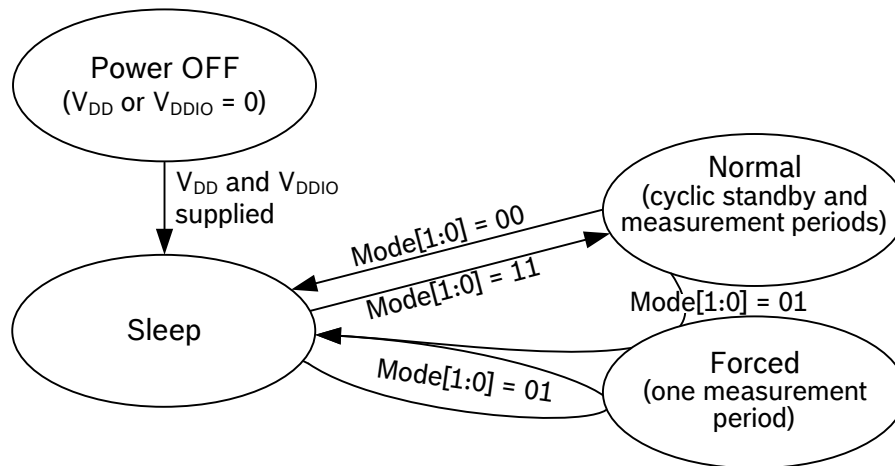 Power OFF
(VDD or VDDIO = 0)
VDD and VDDIO
supplied
Normal
(cyclic standby and
measurement periods)
Mode[1:0] = 00
Mode[1:0] = 11
Mode[1:0] = 01
Sleep
Mode[1:0] = 01
Forced
(one measurement
period)